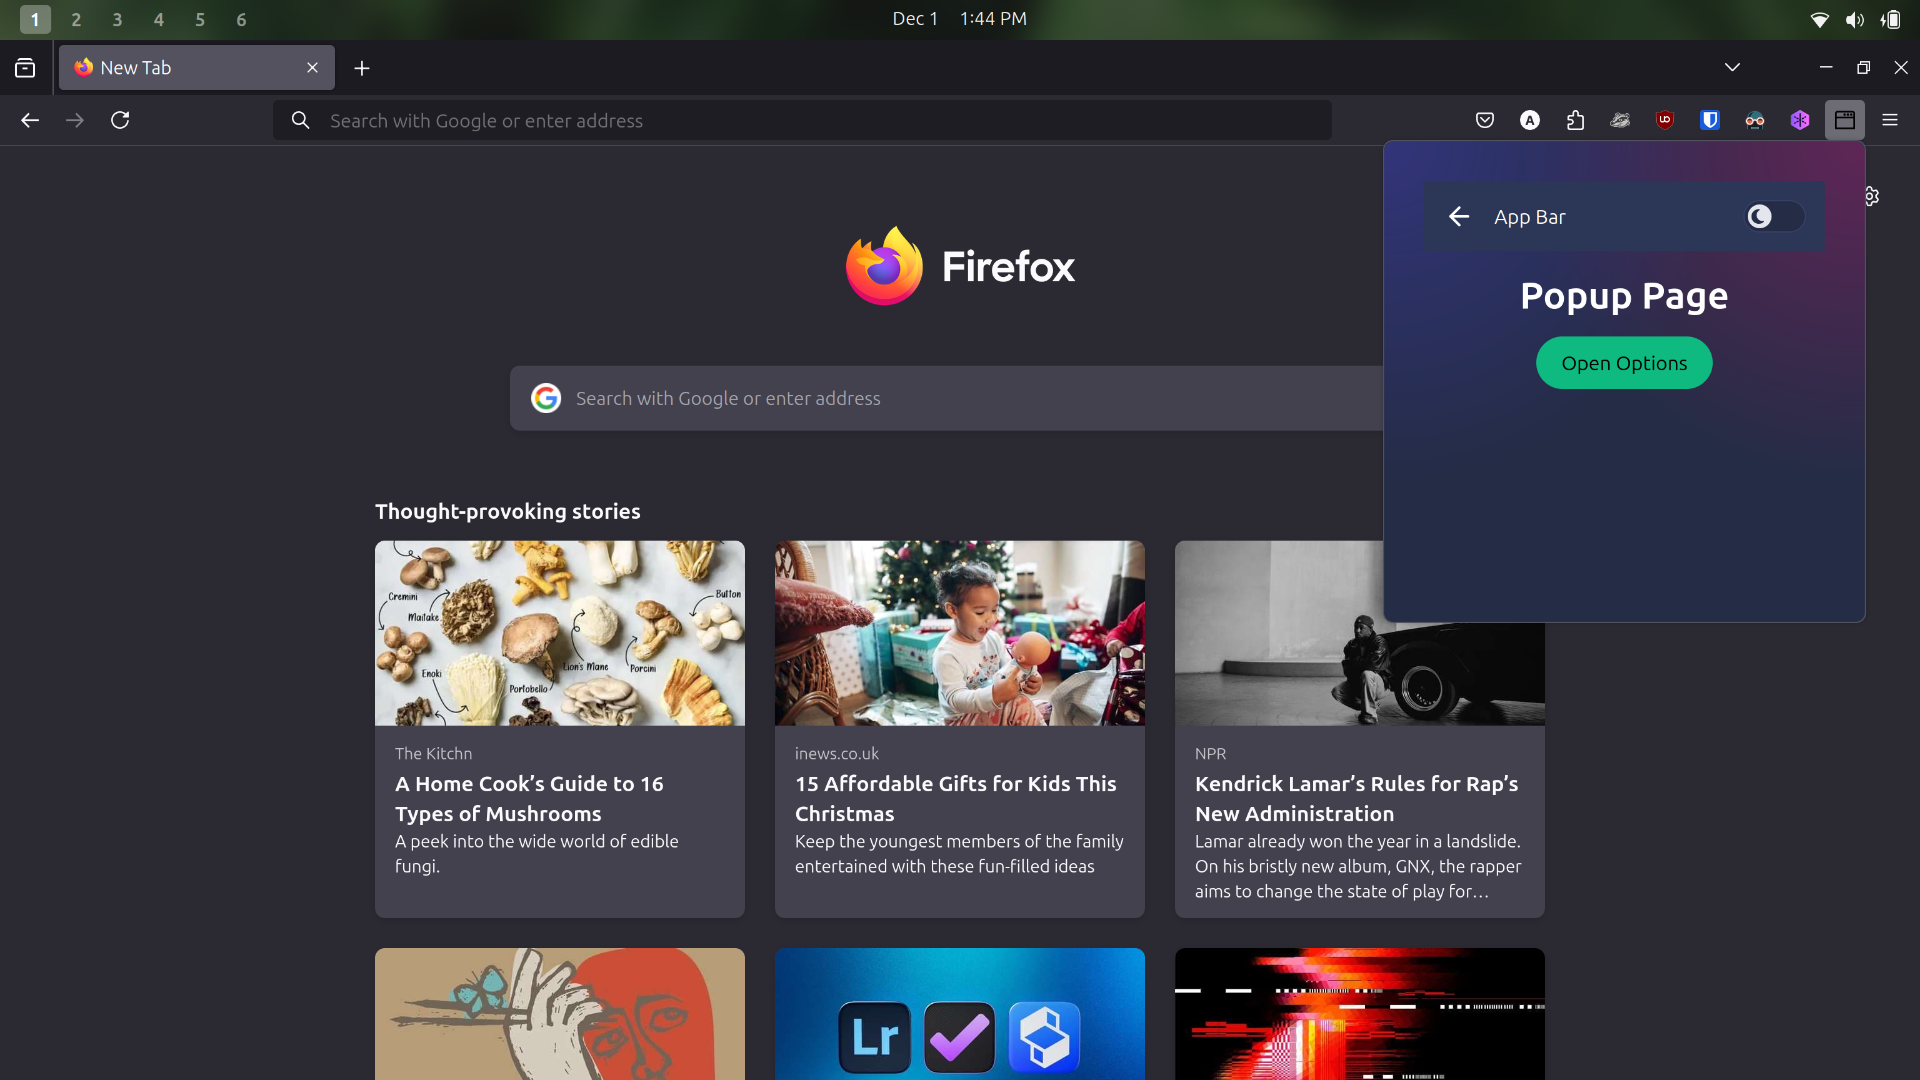 1 2 3 4 5 6
Dec 1 1:44 PM
New Tab
Search with Google or enter address
App Bar
Popup Page
Open Options
Firefox
Search with Google or enter address
Thought-provoking stories
Cremini
Maitake
Enoki
Portobello
Lion's Mane
Porcini
Button
The Kitchn
A Home Cook’s Guide to 16
Types of Mushrooms
A peek into the wide world of edible
fungi.
inews.co.uk
15 Affordable Gifts for Kids This
Christmas
Keep the youngest members of the family
entertained with these fun-filled ideas
NPR
Kendrick Lamar’s Rules for Rap’s
New Administration
Lamar already won the year in a landslide.
On his bristly new album, GNX, the rapper
aims to change the state of play for…
Lr